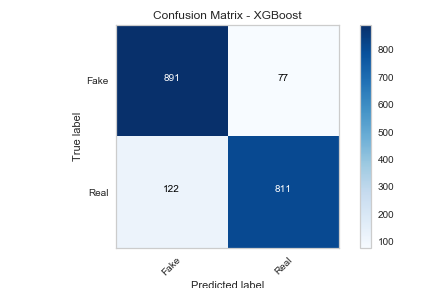 Confusion Matrix - XGBoost
True label
Fake
891
77
Real
122
811
Fake
Real
Predicted label
800
700
600
500
400
300
200
100